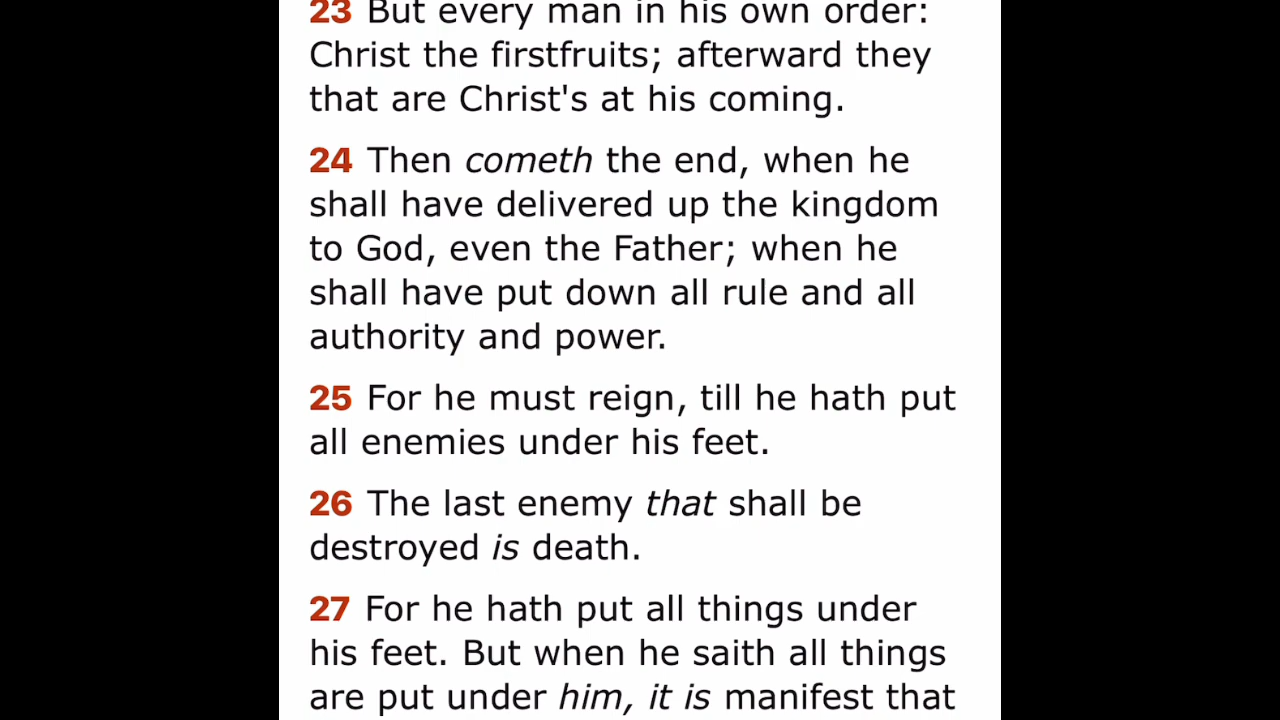 23 But every man in his own order:
Christ the firstfruits; afterward they
that are Christ's at his coming.
24 Then cometh the end, when he
shall have delivered up the kingdom
to God, even the Father; when he
shall have put down all rule and all
authority and power.
25 For he must reign, till he hath put
all enemies under his feet.
26 The last enemy that shall be
destroyed is death.
27 For he hath put all things under
his feet. But when he saith all things
are put under him, it is manifest that